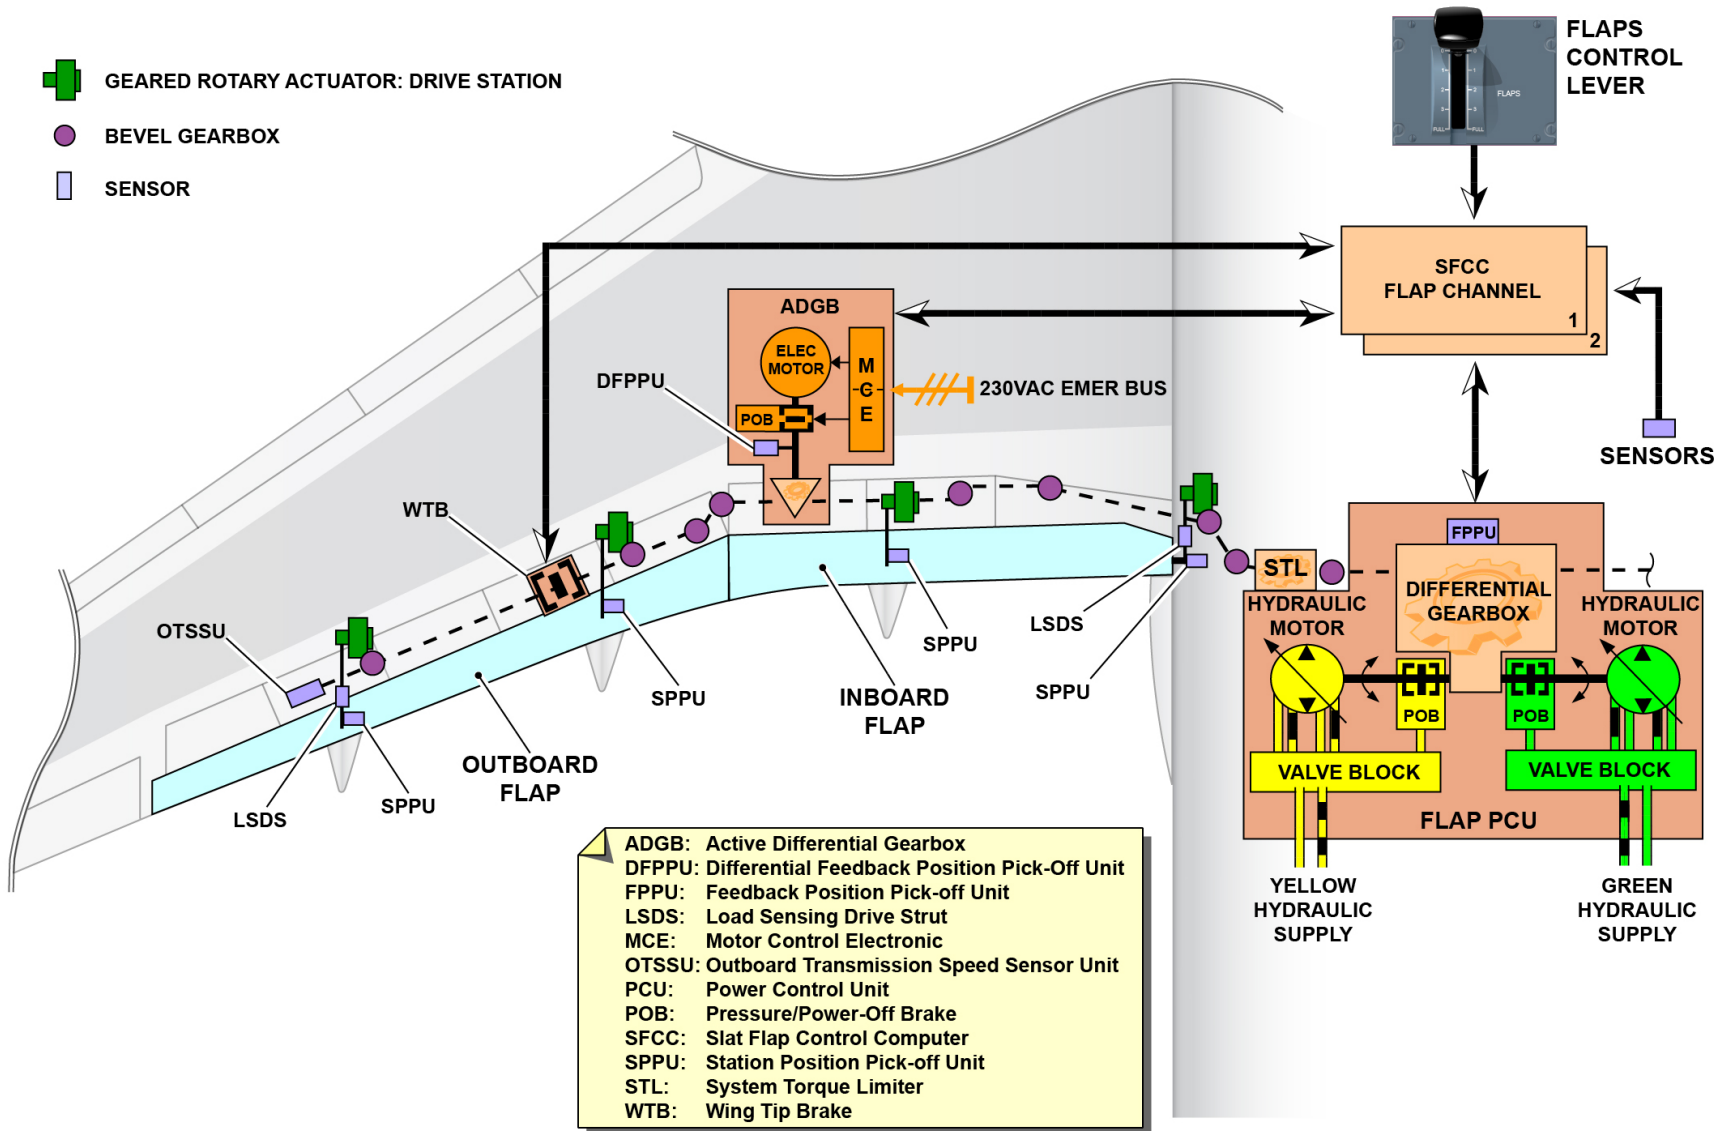 FLAPS
CONTROL
LEVER
FLAPS
FULL
FULL
GEARED ROTARY ACTUATOR: DRIVE STATION
BEVEL GEARBOX
SENSOR
SFCC
FLAP CHANNEL
1
2
ADGB
ELEC
MOTOR
M
C
E
POB
DFPPU
230VAC EMER BUS
SENSORS
WTB
OTSSU
LSDS
SPPU
OUTBOARD
FLAP
SPPU
INBOARD
FLAP
SPPU
LSDS
SPPU
STL
FPPU
DIFFERENTIAL
GEARBOX
HYDRAULIC
MOTOR
HYDRAULIC
MOTOR
POB
POB
VALVE BLOCK
VALVE BLOCK
FLAP PCU
YELLOW
HYDRAULIC
SUPPLY
GREEN
HYDRAULIC
SUPPLY
ADGB: Active Differential Gearbox
DFPPU: Differential Feedback Position Pick-Off Unit
FPPU: Feedback Position Pick-off Unit
LSDS: Load Sensing Drive Strut
MCE: Motor Control Electronic
OTSSU: Outboard Transmission Speed Sensor Unit
PCU: Power Control Unit
POB: Pressure/Power-Off Brake
SFCC: Slat Flap Control Computer
SPPU: Station Position Pick-off Unit
STL: System Torque Limiter
WTB: Wing Tip Brake